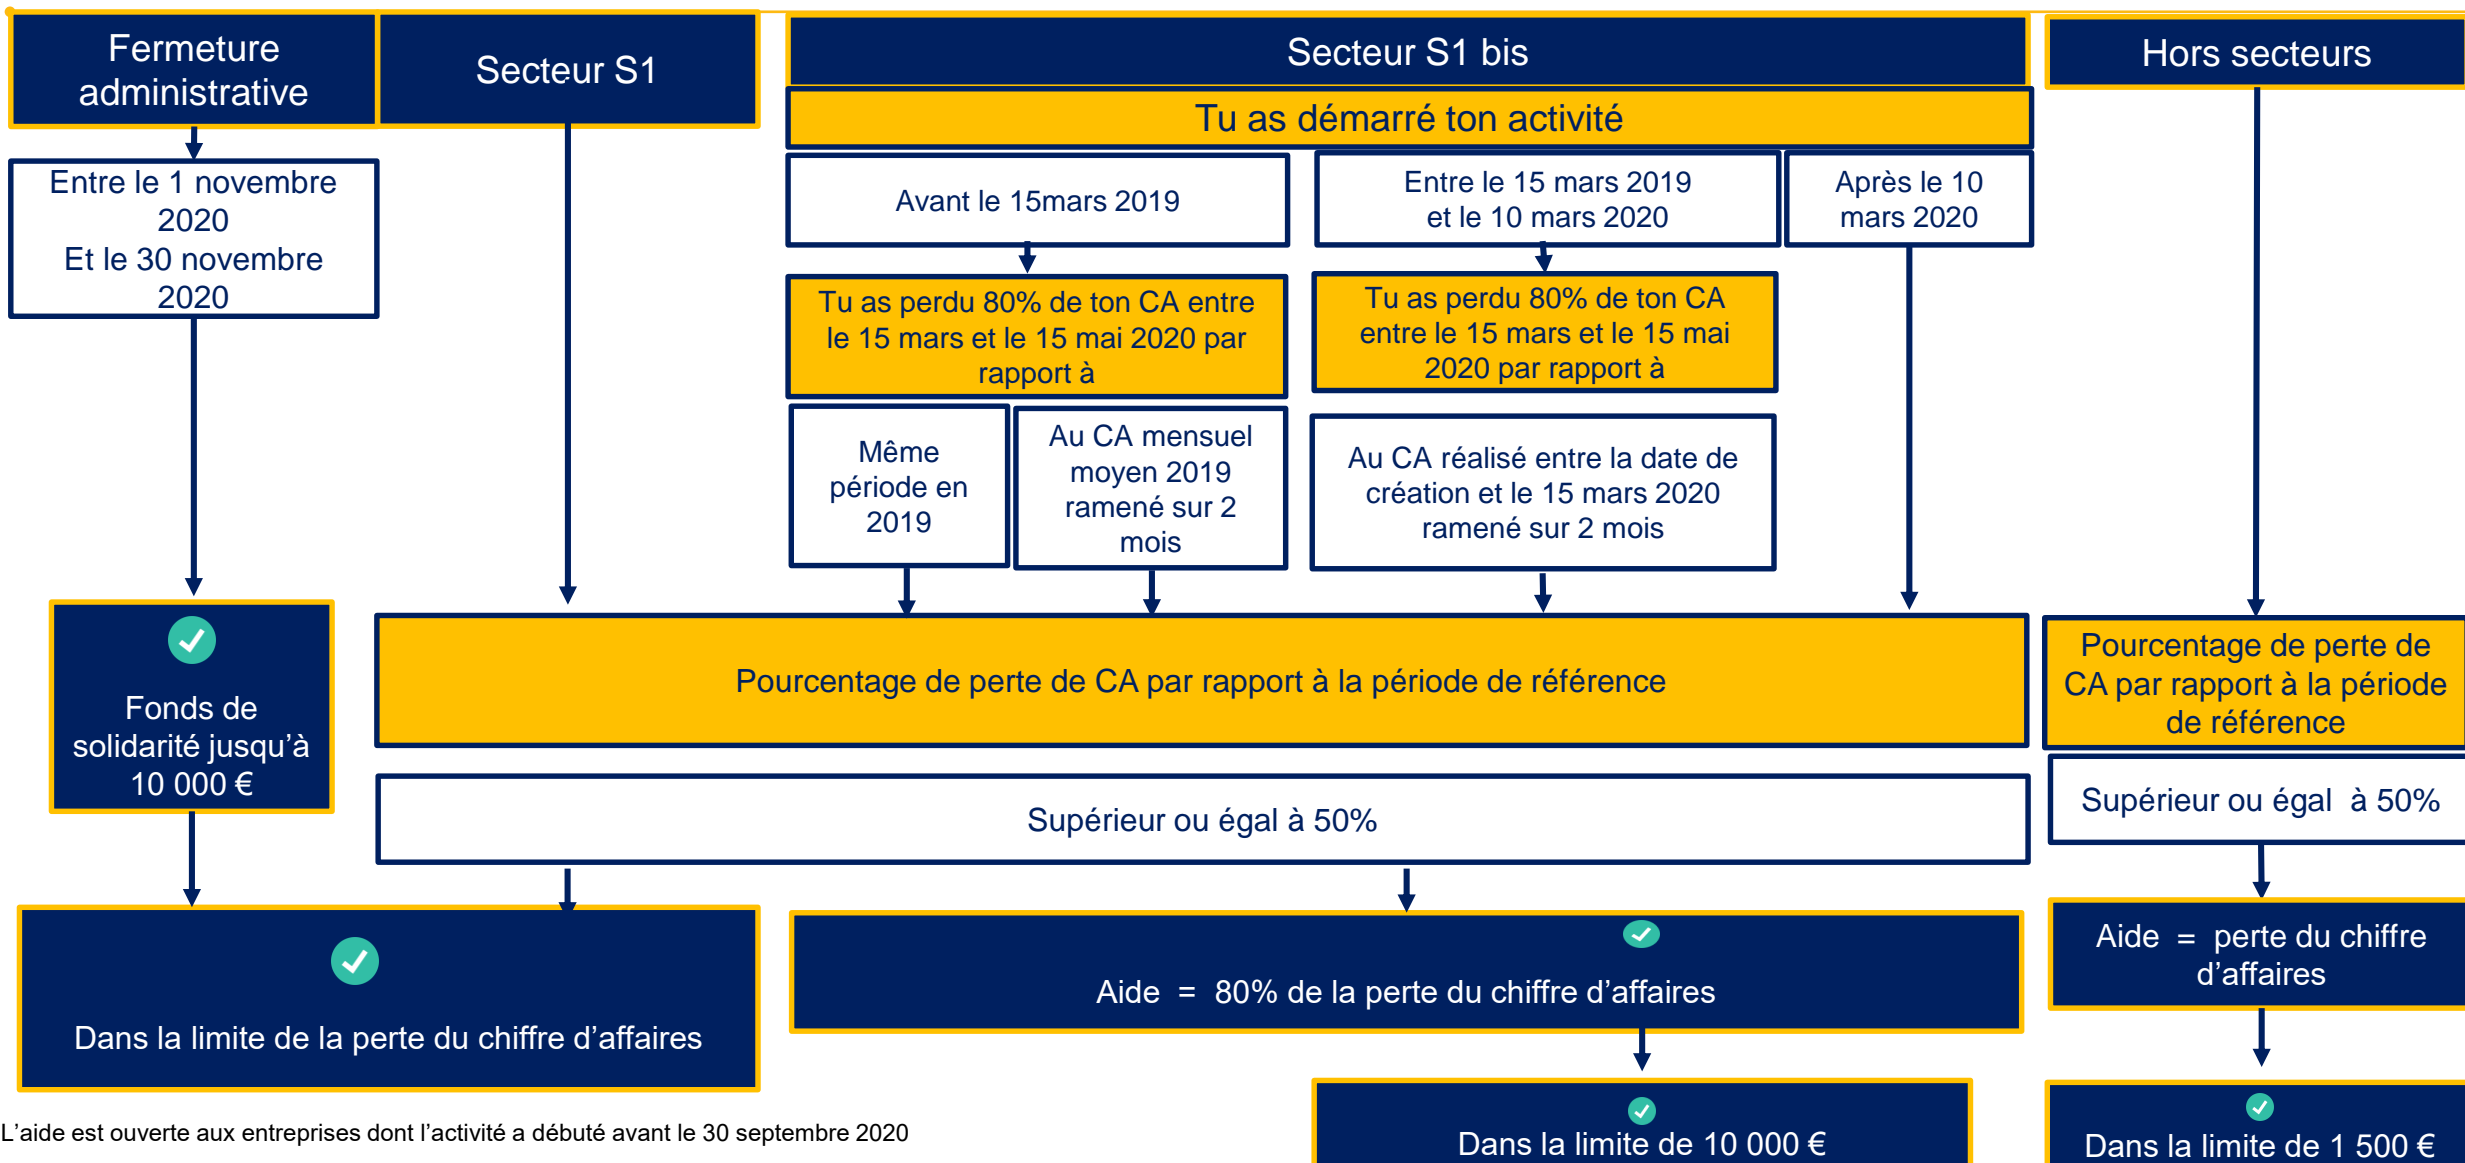 Fermeture
administrative
Secteur S1
Secteur S1 bis
Hors secteurs
Tu as démarré ton activité
Entre le 1 novembre
2020
Et le 30 novembre
2020
Avant le 15mars 2019
Entre le 15 mars 2019
et le 10 mars 2020
Après le 10
mars 2020
Tu as perdu 80% de ton CA entre
le 15 mars et le 15 mai 2020 par
rapport à
Tu as perdu 80% de ton CA
entre le 15 mars et le 15 mai
2020 par rapport à
Même
période en
2019
Au CA mensuel
moyen 2019
ramené sur 2
mois
Au CA réalisé entre la date de
création et le 15 mars 2020
ramené sur 2 mois
Fonds de
solidarité jusqu’à
10 000 €
Pourcentage de perte de CA par rapport à la période de référence
Pourcentage de perte de
CA par rapport à la période
de référence
Supérieur ou égal à 50%
Supérieur ou égal  à 50%
Dans la limite de la perte du chiffre d’affaires
Aide  =  80% de la perte du chiffre d’affaires
Aide  =  perte du chiffre
d’affaires
Dans la limite de 10 000 €
Dans la limite de 1 500 €
L’aide est ouverte aux entreprises dont l’activité a débuté avant le 30 septembre 2020